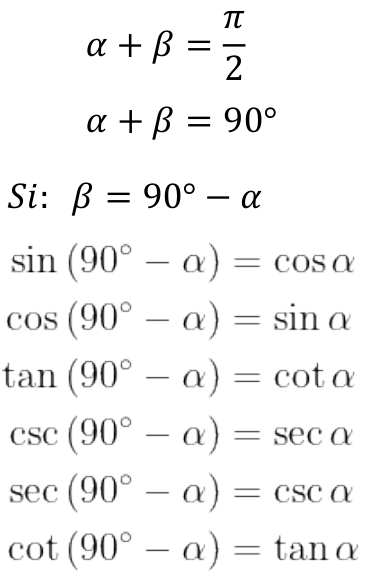 α + β = π/2
α + β = 90°
Si: β = 90° − α
sin (90° − α) = cos α
cos (90° − α) = sin α
tan (90° − α) = cot α
csc (90° − α) = sec α
sec (90° − α) = csc α
cot (90° − α) = tan α